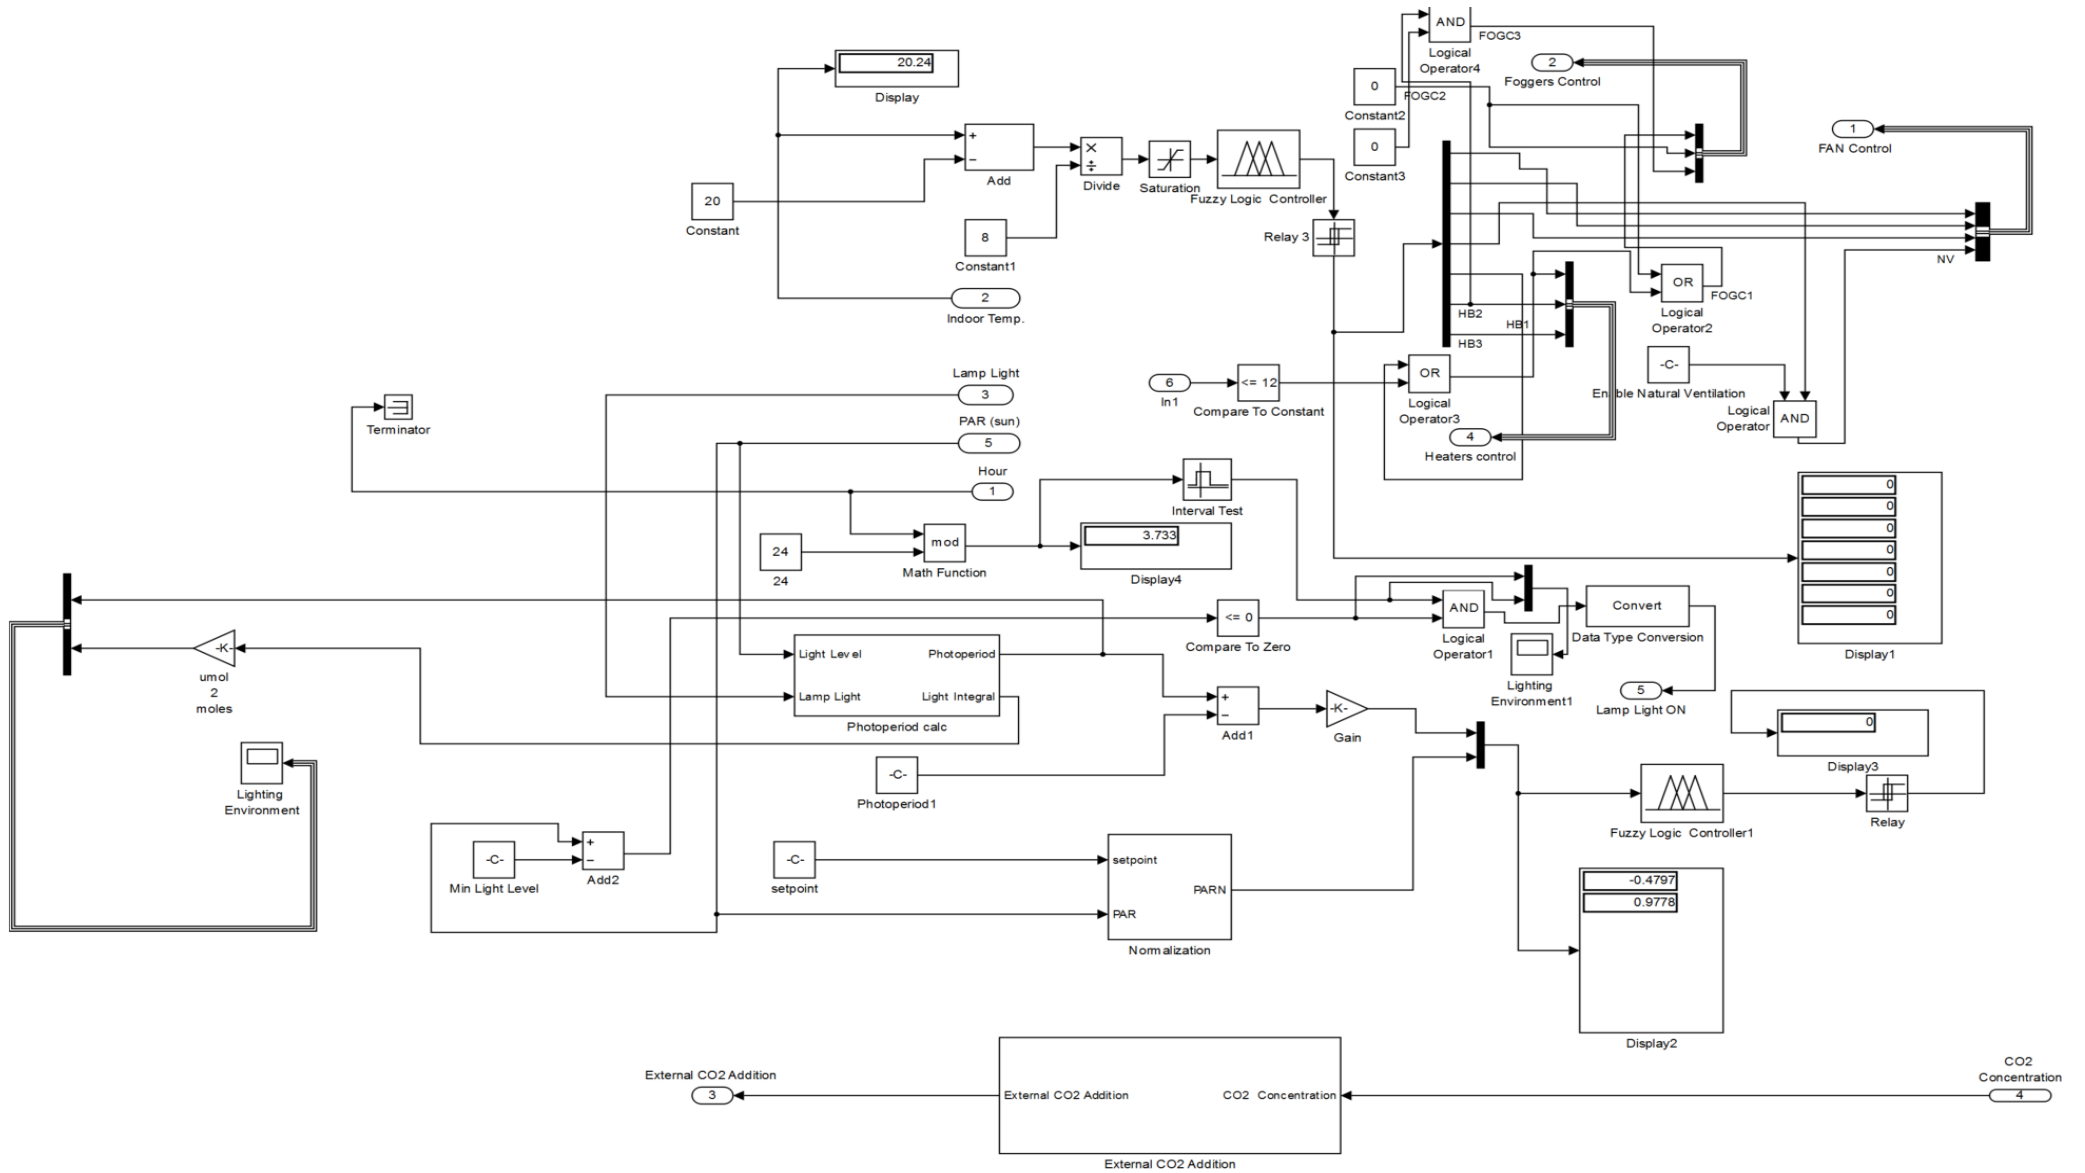 AND
FOGC3
Logical
Operator4
2
Foggers Control
20.24
Display
0
FOGC2
Constant2
0
Constant3
1
FAN Control
+
−
Add
×
÷
Divide
Saturation
Fuzzy Logic Controller
20
Constant
8
Constant1
Relay 3
2
Indoor Temp.
NV
OR
FOGC1
Logical
Operator2
HB2
HB1
HB3
-C-
Enable Natural Ventilation
Logical
Operator
AND
6
In1
<= 12
Compare To Constant
OR
Logical
Operator3
4
Heaters control
Lamp Light
3
PAR (sun)
5
Hour
1
Terminator
Interval Test
24
24
mod
Math Function
3.733
Display4
0
0
0
0
0
0
0
Display1
<= 0
Compare To Zero
AND
Logical
Operator1
Convert
Data Type Conversion
Lighting
Environment1
5
Lamp Light ON
-K-
umol
2
moles
Light Level
Photoperiod
Lamp Light
Light Integral
Photoperiod calc
+
−
Add1
-K-
Gain
-C-
Photoperiod1
0
Display3
Fuzzy Logic Controller1
Relay
Lighting
Environment
-C-
Min Light Level
+
−
Add2
-C-
setpoint
setpoint
PARN
PAR
Normalization
-0.4797
0.9778
Display2
External CO2 Addition
3
External CO2 Addition
CO2 Concentration
External CO2 Addition
CO2
Concentration
4